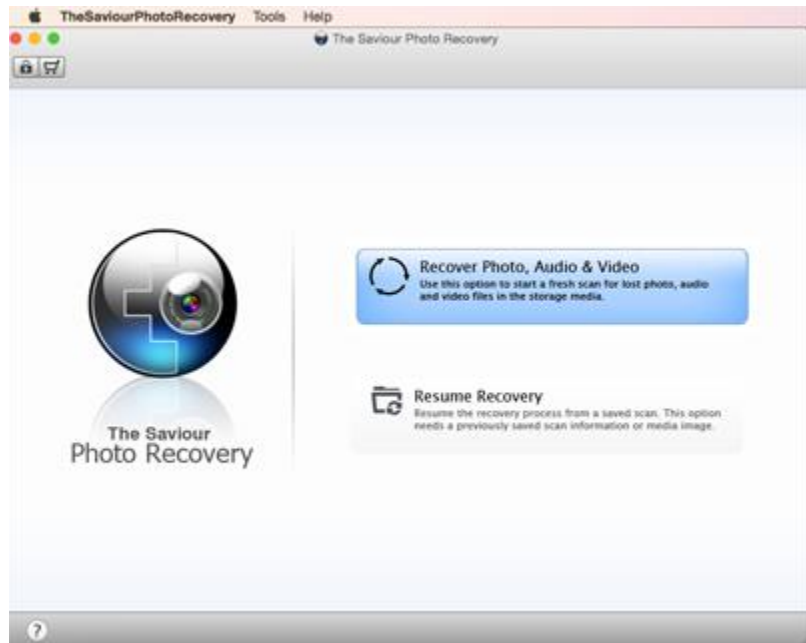 TheSaviourPhotoRecovery Tools Help
The Saviour Photo Recovery
Recover Photo, Audio & Video
Use this option to start a fresh scan for lost photo, audio
and video files in the storage media.
Resume Recovery
Resume the recovery process from a saved scan. This option
needs a previously saved scan information or media image.
The Saviour
Photo Recovery
?